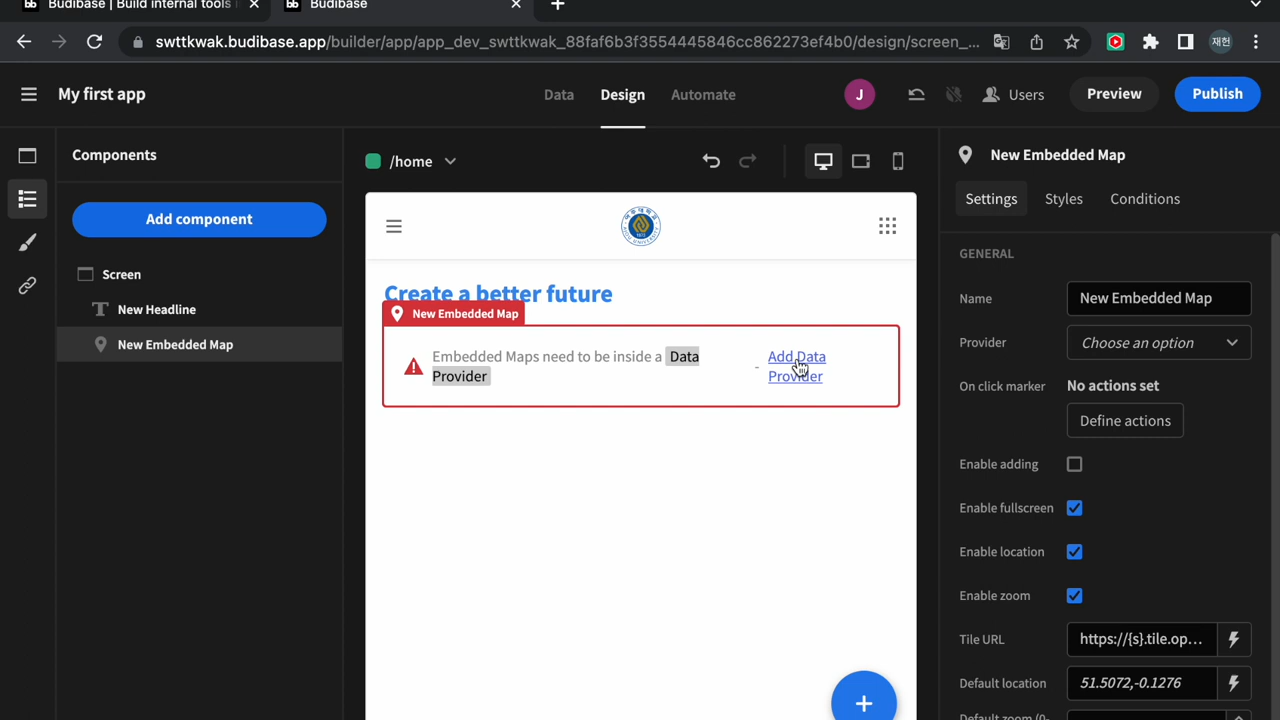 Budibase | Build internal tools
Budibase
swttkwak.budibase.app/builder/app/app_dev_swttkwak_88faf6b3f3554445846cc862273ef4b0/design/screen_...
재헌
My first app
Data
Design
Automate
J
Users
Preview
Publish
Components
/home
New Embedded Map
Add component
Settings
Styles
Conditions
Screen
New Headline
New Embedded Map
Create a better future
New Embedded Map
Embedded Maps need to be inside a Data
Provider
- Add Data
Provider
GENERAL
Name
New Embedded Map
Provider
Choose an option
On click marker
No actions set
Define actions
Enable adding
Enable fullscreen
Enable location
Enable zoom
Tile URL
https://{s}.tile.op...
Default location
51.5072,-0.1276
Default zoom (0-